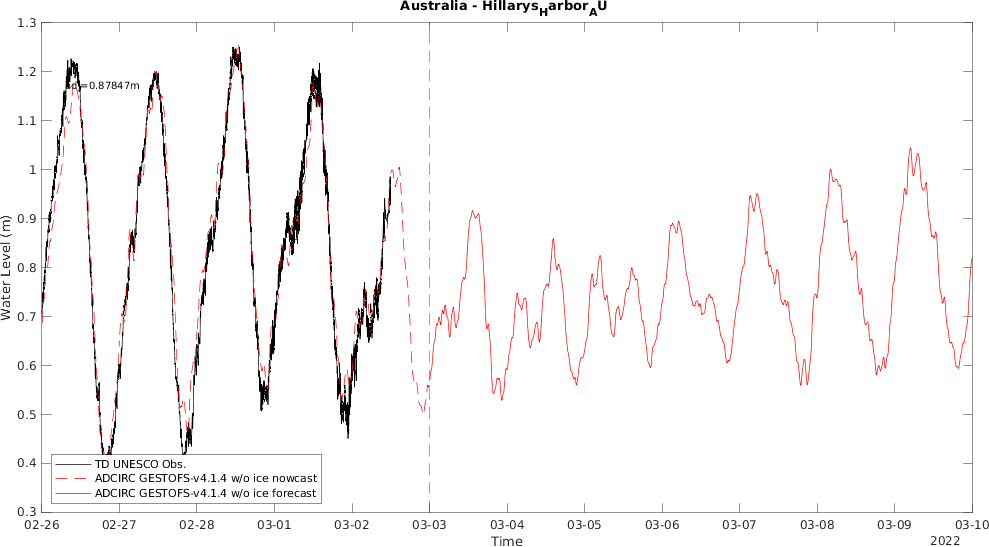 Australia - HillarysHarborAU
1.3
1.2
=0.87847m
1.1
1
0.9
0.8
Water Level (m)
0.7
0.6
0.5
0.4
TD UNESCO Obs.
ADCIRC GESTOFS-v4.1.4 w/o ice nowcast
ADCIRC GESTOFS-v4.1.4 w/o ice forecast
0.3
02-26 02-27 02-28 03-01 03-02 03-03 03-04 03-05 03-06 03-07 03-08 03-09 03-10
Time
2022